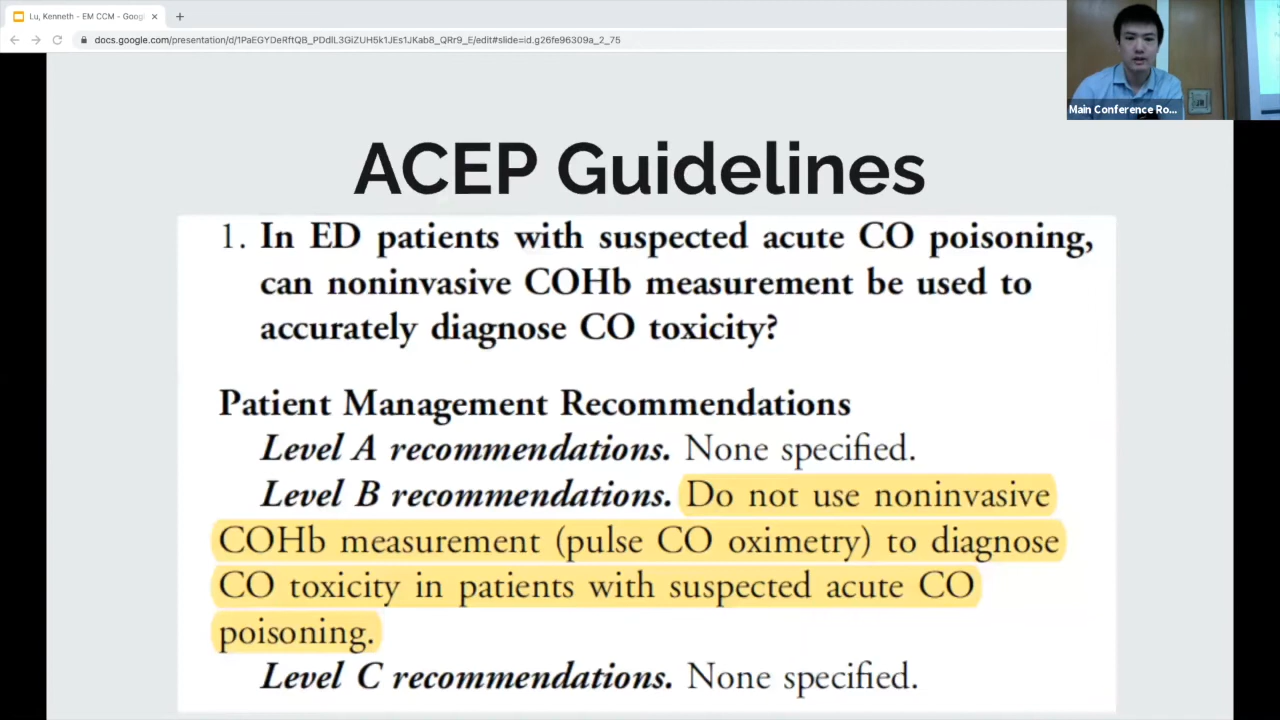 Lu, Kenneth - EM CCM - Googl
docs.google.com/presentation/d/1PaEGYDeRftQB_PDdlL3GiZUH5k1JEs1JKab8_QRr9_E/edit#slide=id.g26fe96309a_2_75
Main Conference Ro...
ACEP Guidelines
1. In ED patients with suspected acute CO poisoning,
can noninvasive COHb measurement be used to
accurately diagnose CO toxicity?
Patient Management Recommendations
Level A recommendations. None specified.
Level B recommendations. Do not use noninvasive
COHb measurement (pulse CO oximetry) to diagnose
CO toxicity in patients with suspected acute CO
poisoning.
Level C recommendations. None specified.